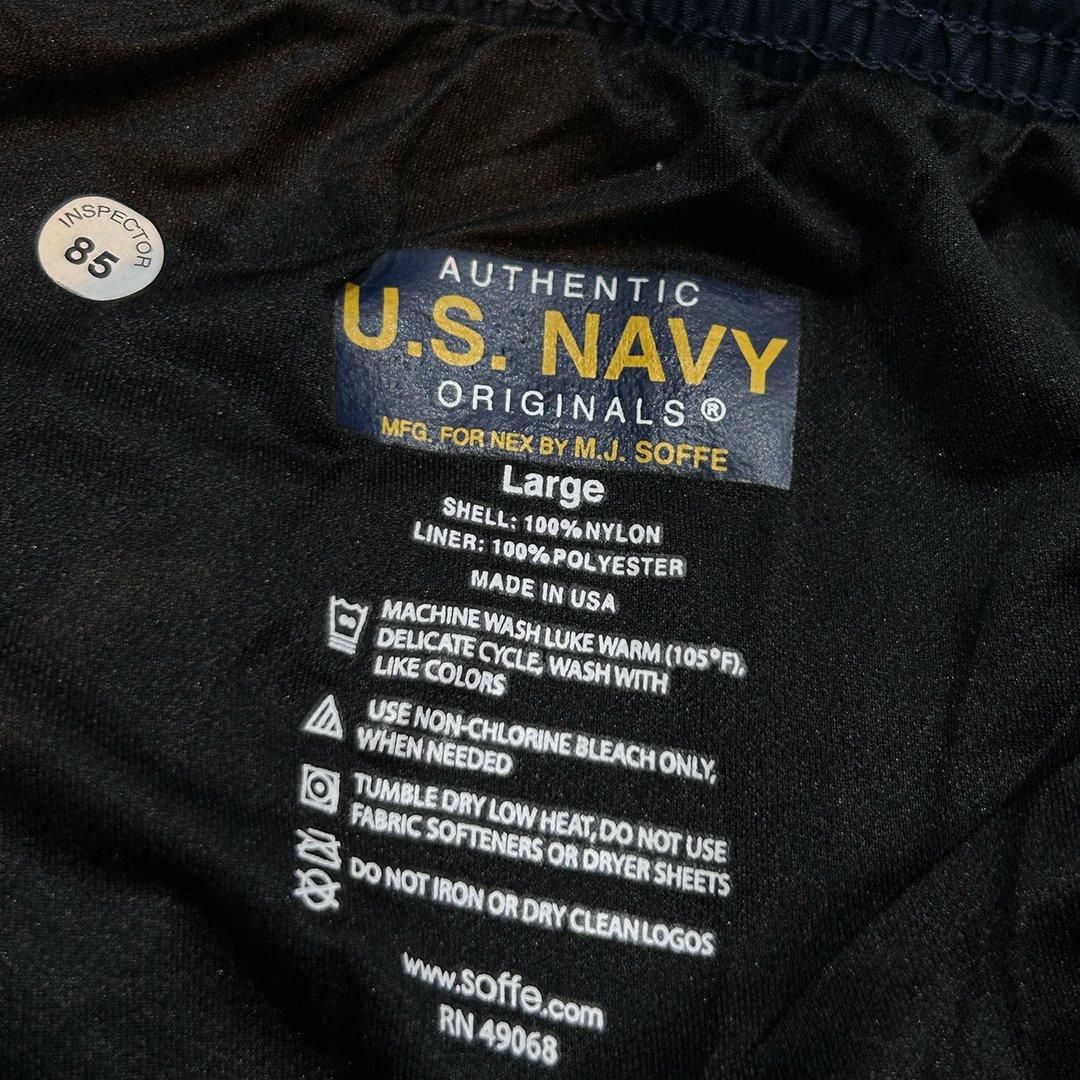 INSPECTOR
85
AUTHENTIC
U.S. NAVY
ORIGINALS®
MFG. FOR NEX BY M.J. SOFFE
Large
SHELL: 100% NYLON
LINER: 100% POLYESTER
MADE IN USA
MACHINE WASH LUKE WARM (105°F),
DELICATE CYCLE, WASH WITH
LIKE COLORS
USE NON-CHLORINE BLEACH ONLY,
WHEN NEEDED
TUMBLE DRY LOW HEAT, DO NOT USE
FABRIC SOFTENERS OR DRYER SHEETS
DO NOT IRON OR DRY CLEAN LOGOS
www.soffe.com
RN 49068